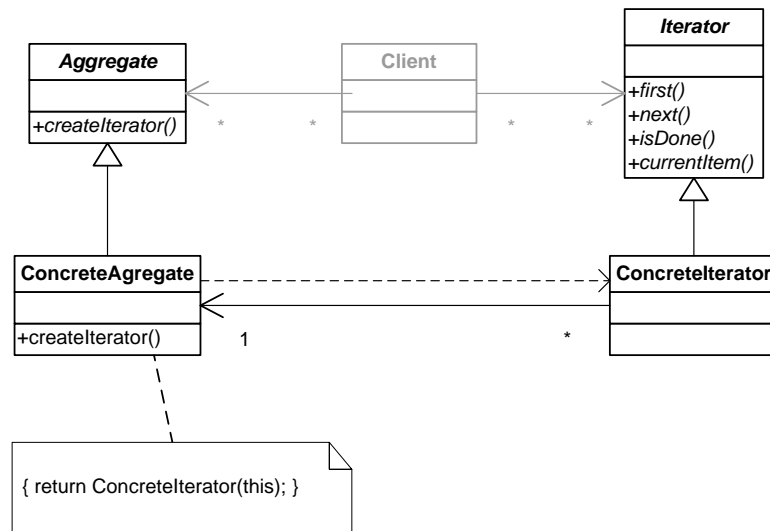 Iterator
Aggregate
Client
+first()
+next()
+isDone()
+currentItem()
+createIterator()
* * * *
ConcreteAgregate
ConcreteIterator
+createIterator()
1 *
{ return ConcreteIterator(this); }